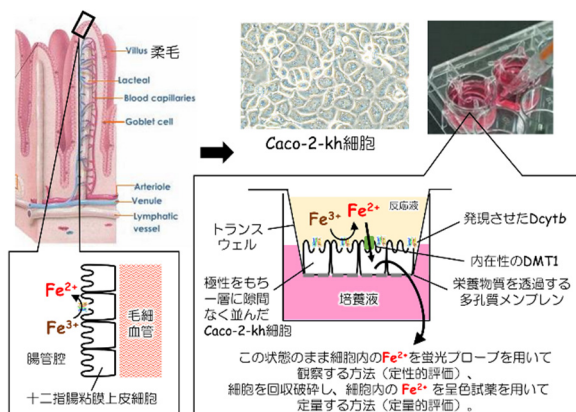 Villus 柔毛
Lacteal
Blood capillaries
Goblet cell
Arteriole
Venule
Lymphatic
vessel
Caco-2-kh細胞
Fe2+
Fe3+
腸管腔
毛細
血管
十二指腸粘膜上皮細胞
トランス
ウェル
反応液
Fe3+
Fe2+
発現させたDcytb
内在性のDMT1
栄養物質を透過する
多孔質メンブレン
極性をもち
一層に隙間
なく並んだ
Caco-2-kh細胞
培養液
この状態のまま細胞内のFe2+を蛍光プローブを用いて
観察する方法（定性的評価）、
細胞を回収破砕し、細胞内の Fe2+ を呈色試薬を用いて
定量する方法（定量的評価）。